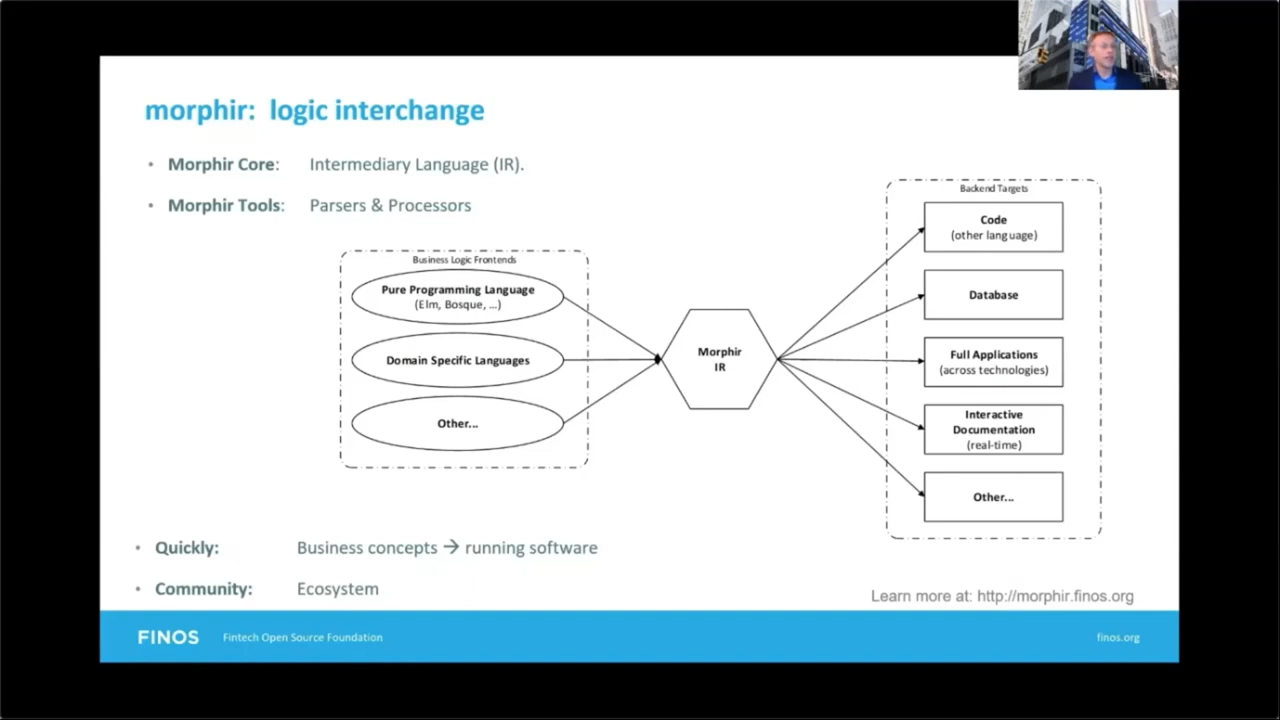 morphir: logic interchange
• Morphir Core: Intermediary Language (IR).
• Morphir Tools: Parsers & Processors
Business Logic Frontends
Pure Programming Language
(Elm, Bosque, ...)
Domain Specific Languages
Other...
Morphir
IR
Backend Targets
Code
(other language)
Database
Full Applications
(across technologies)
Interactive
Documentation
(real-time)
Other...
• Quickly: Business concepts → running software
• Community: Ecosystem
Learn more at: http://morphir.finos.org
FINOS Fintech Open Source Foundation finos.org